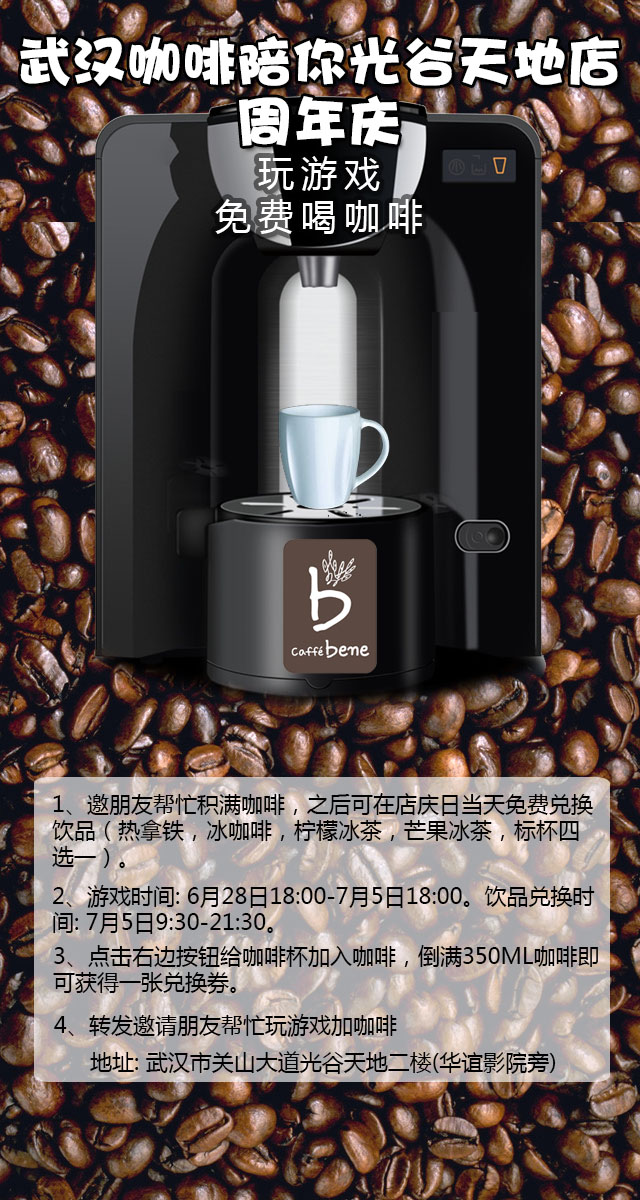 武汉咖啡陪你光谷天地店
周年庆
玩游戏
免费喝咖啡
b
caffé bene
1、邀朋友帮忙积满咖啡，之后可在店庆日当天免费兑换
饮品（热拿铁，冰咖啡，柠檬冰茶，芒果冰茶，标杯四
选一）。
2、游戏时间: 6月28日18:00-7月5日18:00。饮品兑换时
间: 7月5日9:30-21:30。
3、点击右边按钮给咖啡杯加入咖啡，倒满350ML咖啡即
可获得一张兑换券。
4、转发邀请朋友帮忙玩游戏加咖啡
地址: 武汉市关山大道光谷天地二楼(华谊影院旁)